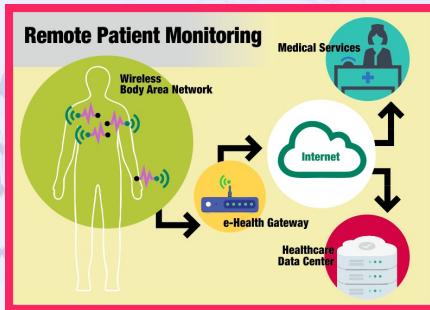 Remote Patient Monitoring
Wireless
Body Area Network
Medical Services
Internet
e-Health Gateway
Healthcare
Data Center